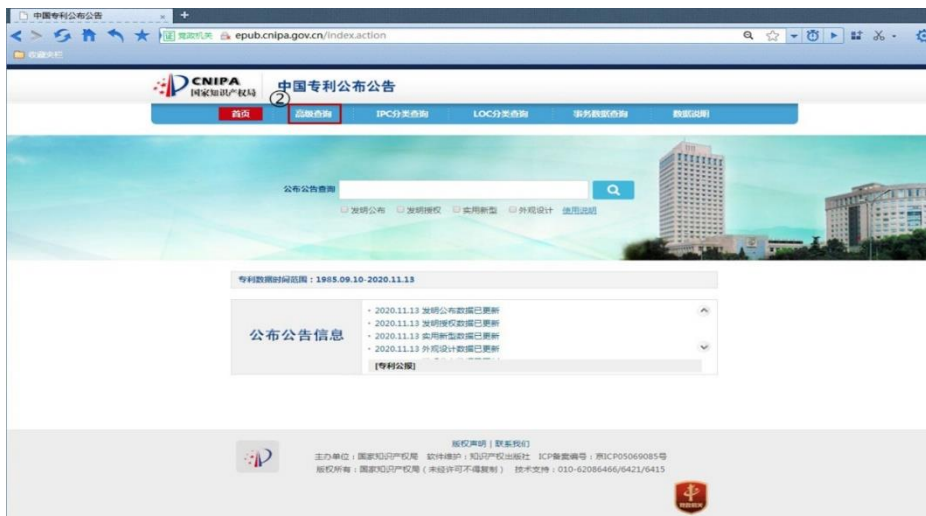 中国专利公布公告
证 党政机关 epub.cnipa.gov.cn/index.action
收藏夹栏
CNIPA
国家知识产权局
中国专利公布公告
②
首页 高级查询 IPC分类查询 LOC分类查询 事务数据查询 数据说明
公布公告查询
发明公布 发明授权 实用新型 外观设计 使用说明
专利数据时间范围：1985.09.10-2020.11.13
公布公告信息
· 2020.11.13 发明公布数据已更新
· 2020.11.13 发明授权数据已更新
· 2020.11.13 实用新型数据已更新
· 2020.11.13 外观设计数据已更新
[专利公报]
版权声明 | 联系我们
主办单位：国家知识产权局 软件维护：知识产权出版社 ICP备案编号：京ICP05069085号
版权所有：国家知识产权局（未经许可不得复制） 技术支持：010-62086466/6421/6415
政府机关